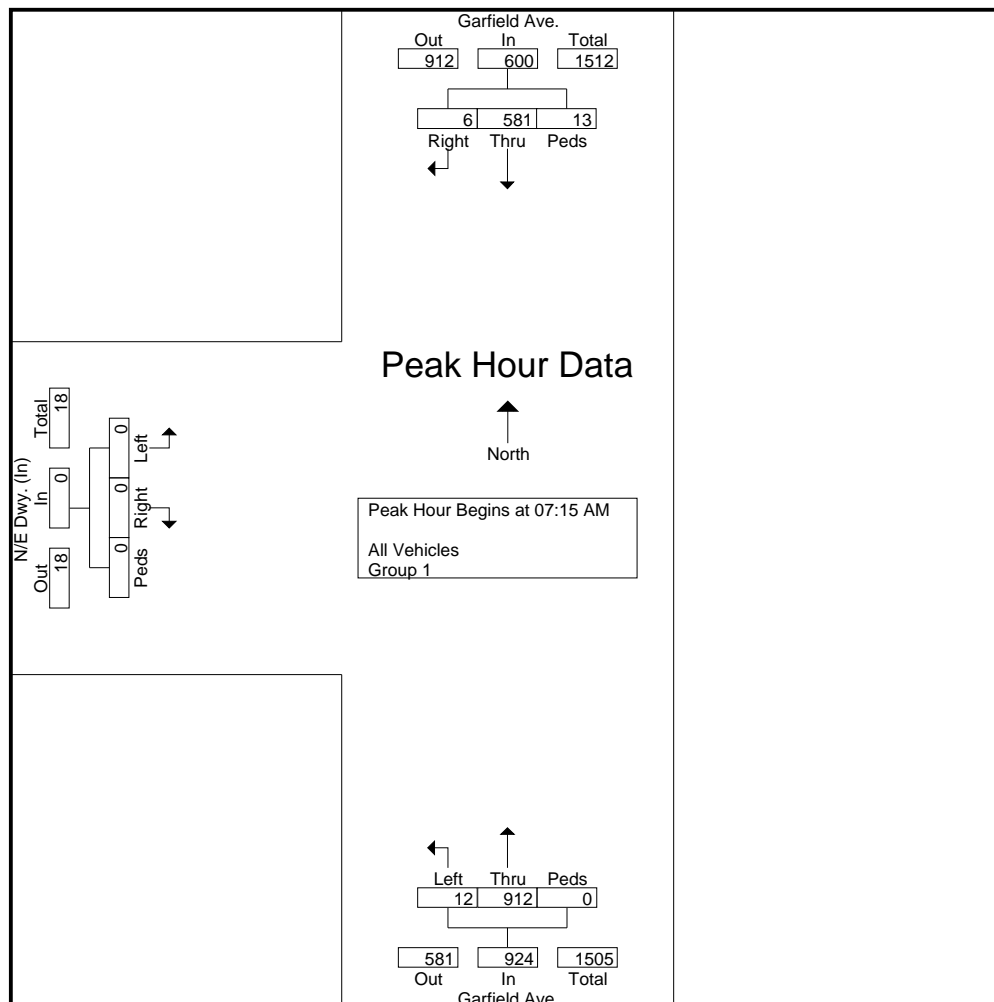 Garfield Ave.
Out In Total
912 600 1512
6 581 13
Right Thru Peds
Peak Hour Data
North
Peak Hour Begins at 07:15 AM
All Vehicles
Group 1
N/E Dwy. (In)
Out In Total
18 0 18
0 0 0
Peds Right Left
Left Thru Peds
12 912 0
581 924 1505
Out In Total
Garfield Ave.